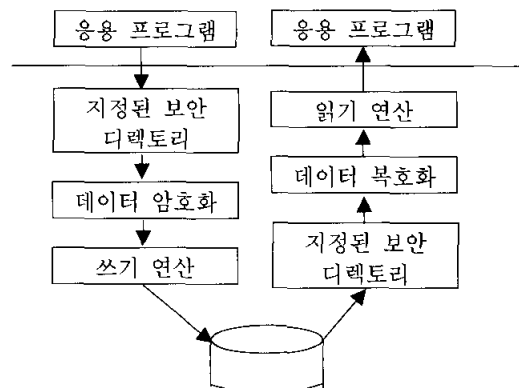 응용 프로그램
응용 프로그램
지정된 보안
디렉토리
데이터 암호화
쓰기 연산
읽기 연산
데이터 복호화
지정된 보안
디렉토리